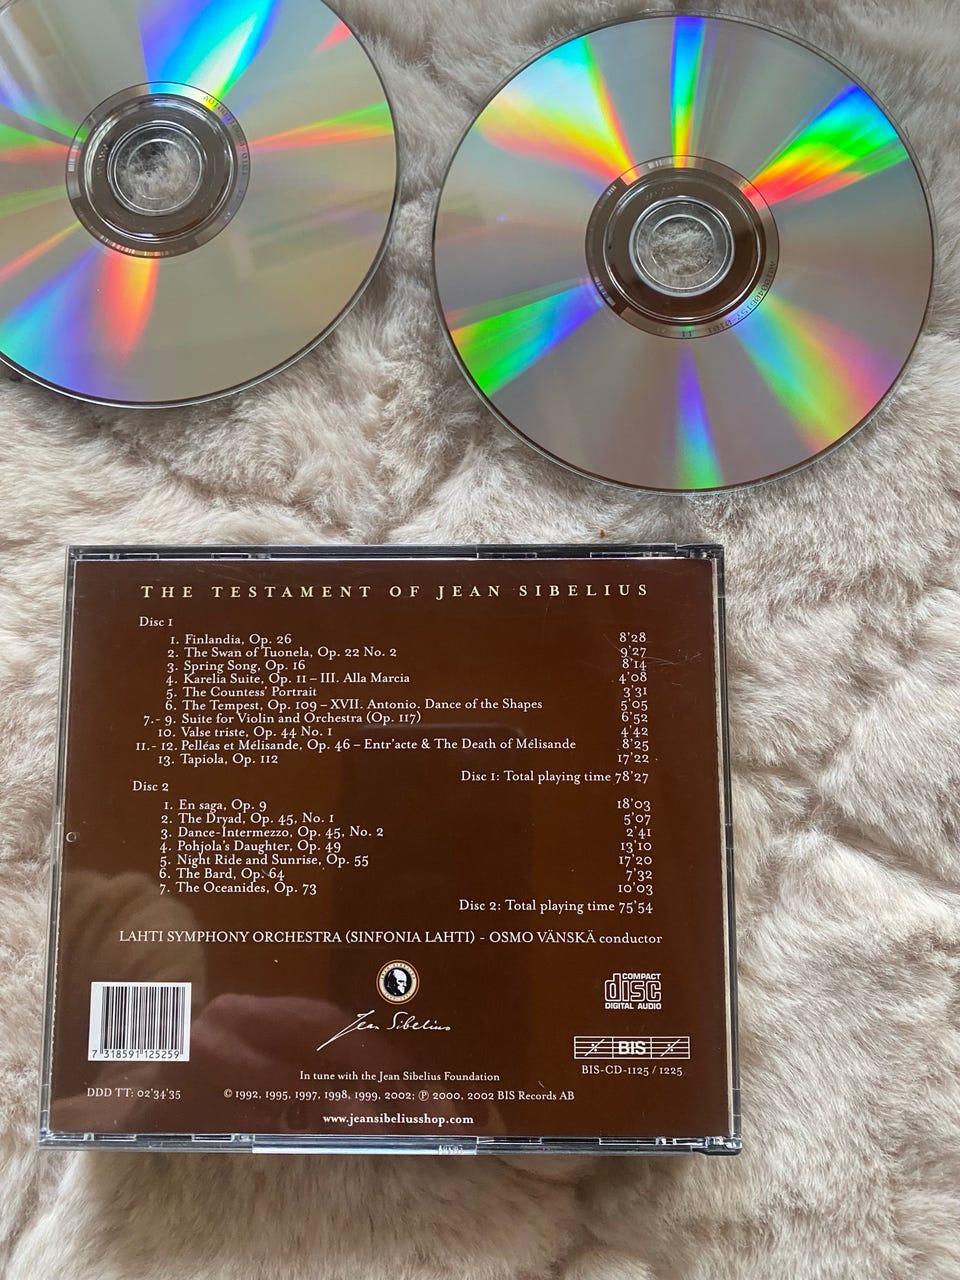 THE TESTAMENT OF JEAN SIBELIUS
Disc 1
1. Finlandia, Op. 26 8'28
2. The Swan of Tuonela, Op. 22 No. 2 9'27
3. Spring Song, Op. 16 8'14
4. Karelia Suite, Op. 11 – III. Alla Marcia 4'08
5. The Countess' Portrait 3'31
6. The Tempest, Op. 109 – XVII. Antonio. Dance of the Shapes 5'05
7.- 9. Suite for Violin and Orchestra (Op. 117) 6'52
10. Valse triste, Op. 44 No. 1 4'42
11.- 12. Pelléas et Mélisande, Op. 46 – Entr'acte & The Death of Mélisande 8'25
13. Tapiola, Op. 112 17'22
Disc 1: Total playing time 78'27
Disc 2
1. En saga, Op. 9 18'03
2. The Dryad, Op. 45, No. 1 5'07
3. Dance-Intermezzo, Op. 45, No. 2 2'41
4. Pohjola's Daughter, Op. 49 13'10
5. Night Ride and Sunrise, Op. 55 17'20
6. The Bard, Op. 64 7'32
7. The Oceanides, Op. 73 10'03
Disc 2: Total playing time 75'54
LAHTI SYMPHONY ORCHESTRA (SINFONIA LAHTI) - OSMO VÄNSKÄ conductor
COMPACT
disc
DIGITAL AUDIO
Jean Sibelius
BIS
7 318591 125259
BIS-CD-1125 / 1225
In tune with the Jean Sibelius Foundation
DDD TT: 02'34'35
© 1992, 1995, 1997, 1998, 1999, 2002; ℗ 2000, 2002 BIS Records AB
www.jeansibeliusshop.com